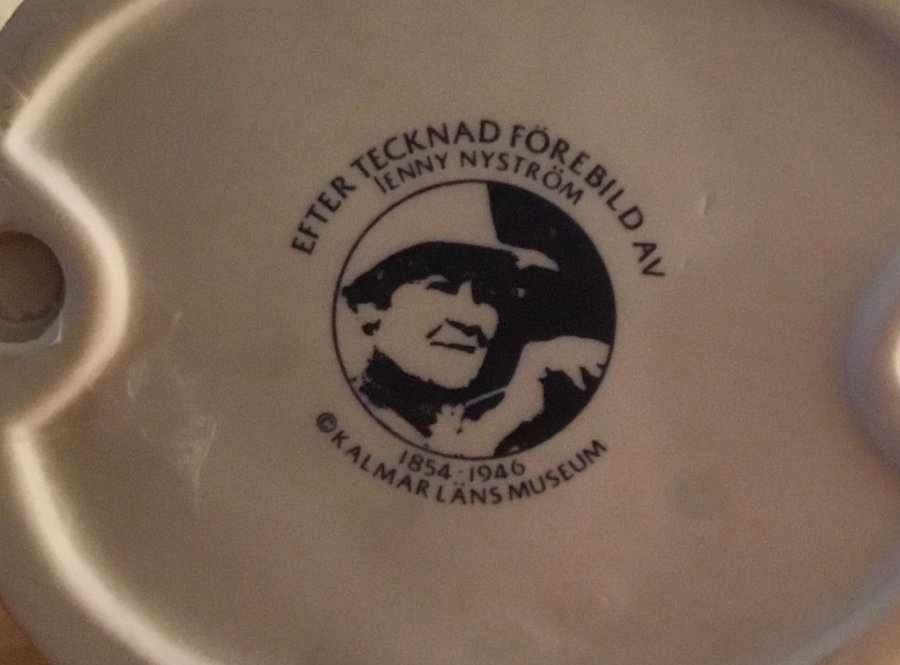 EFTER TECKNAD FÖREBILD AV
JENNY NYSTRÖM
1854-1946
©KALMAR LÄNS MUSEUM